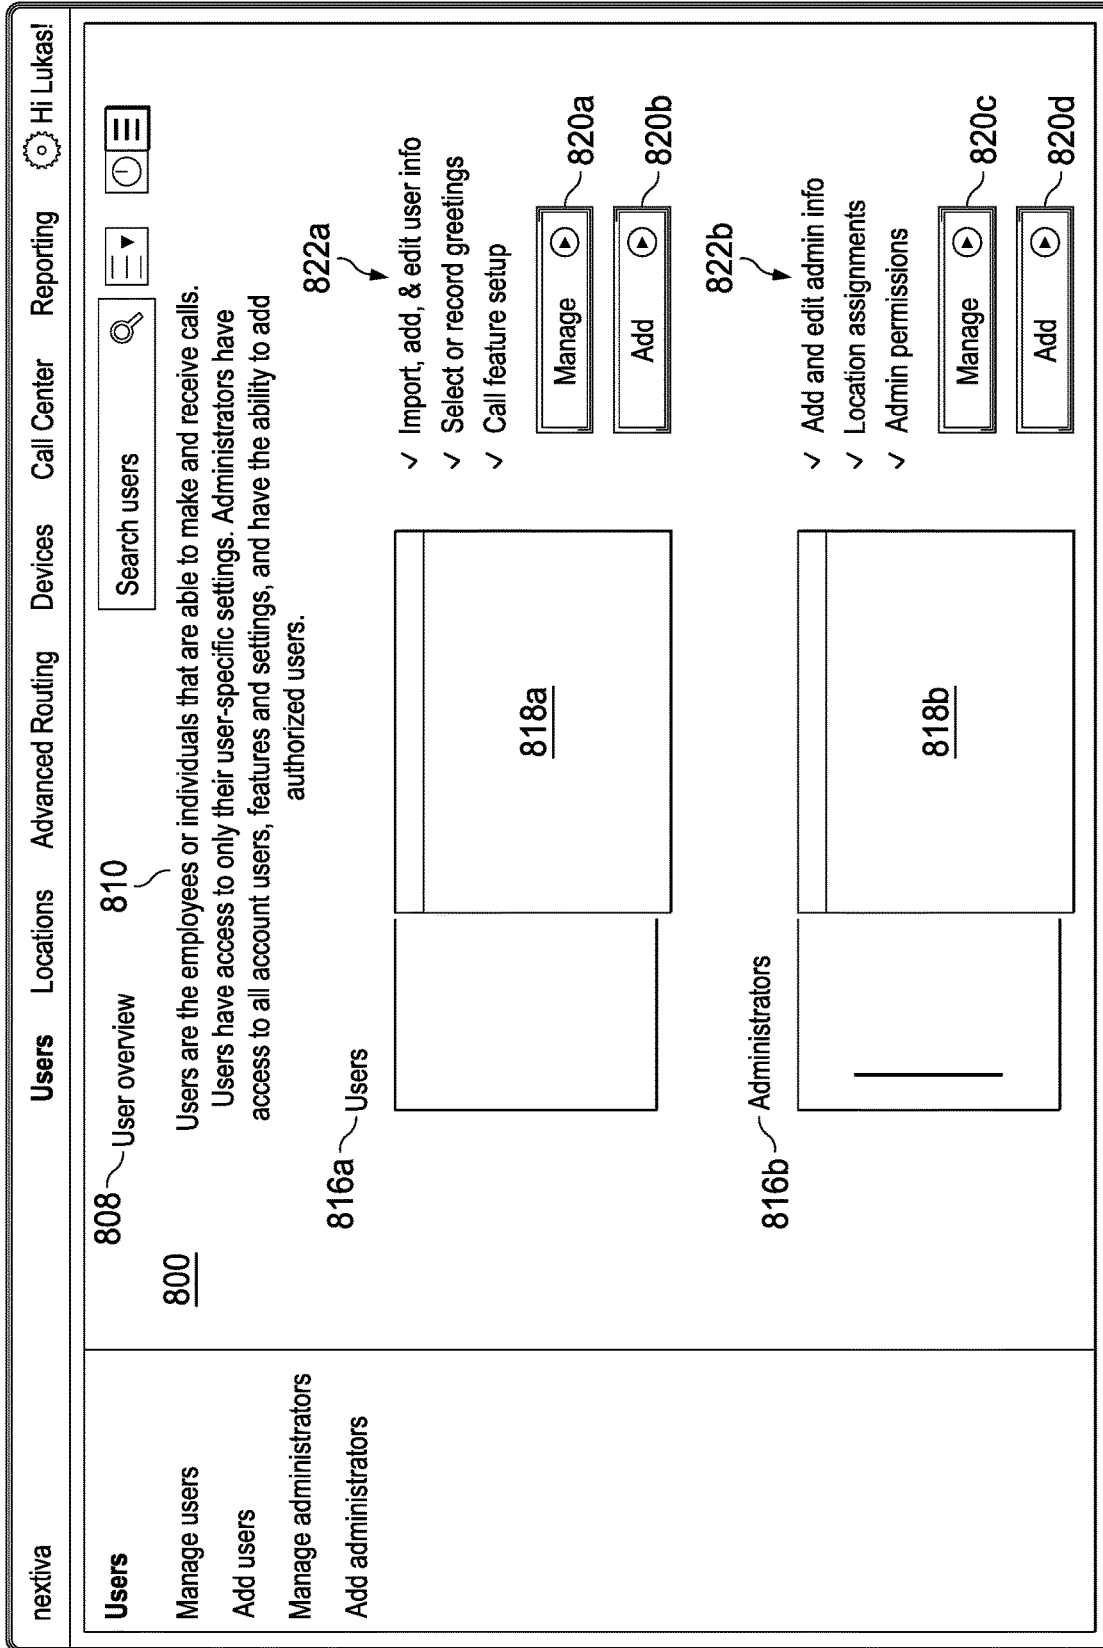 nextiva
Users Locations Advanced Routing Devices Call Center Reporting Hi Lukas!
Users
Manage users
Add users
Manage administrators
Add administrators
808 User overview
Search users
800
810
Users are the employees or individuals that are able to make and receive calls.
Users have access to only their user-specific settings. Administrators have
access to all account users, features and settings, and have the ability to add
authorized users.
816a Users
818a
822a
✓ Import, add, & edit user info
✓ Select or record greetings
✓ Call feature setup
Manage 820a
Add 820b
816b Administrators
818b
822b
✓ Add and edit admin info
✓ Location assignments
✓ Admin permissions
Manage 820c
Add 820d